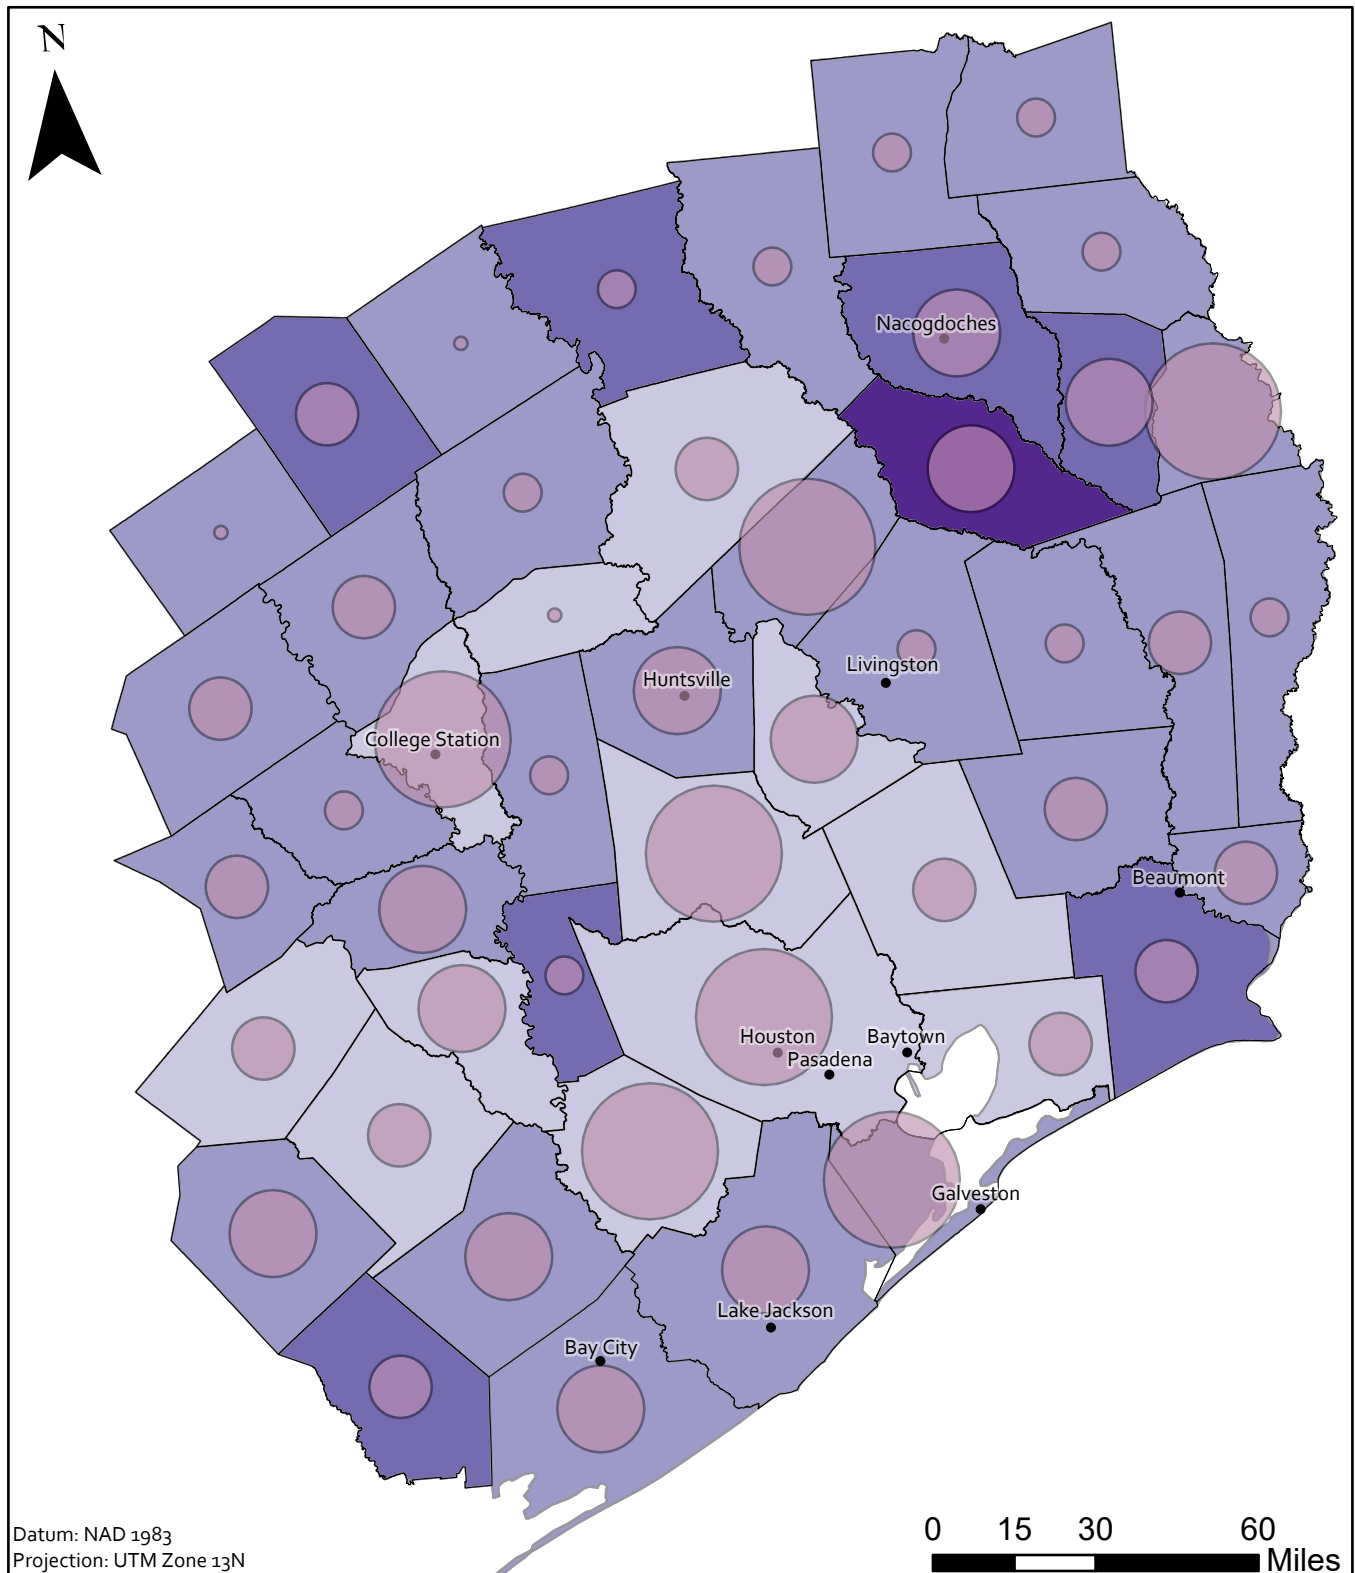 N
Nacogdoches
Huntsville
Livingston
College Station
Beaumont
Houston
Baytown
Pasadena
Galveston
Lake Jackson
Bay City
Datum: NAD 1983
Projection: UTM Zone 13N
0 15 30 60
Miles